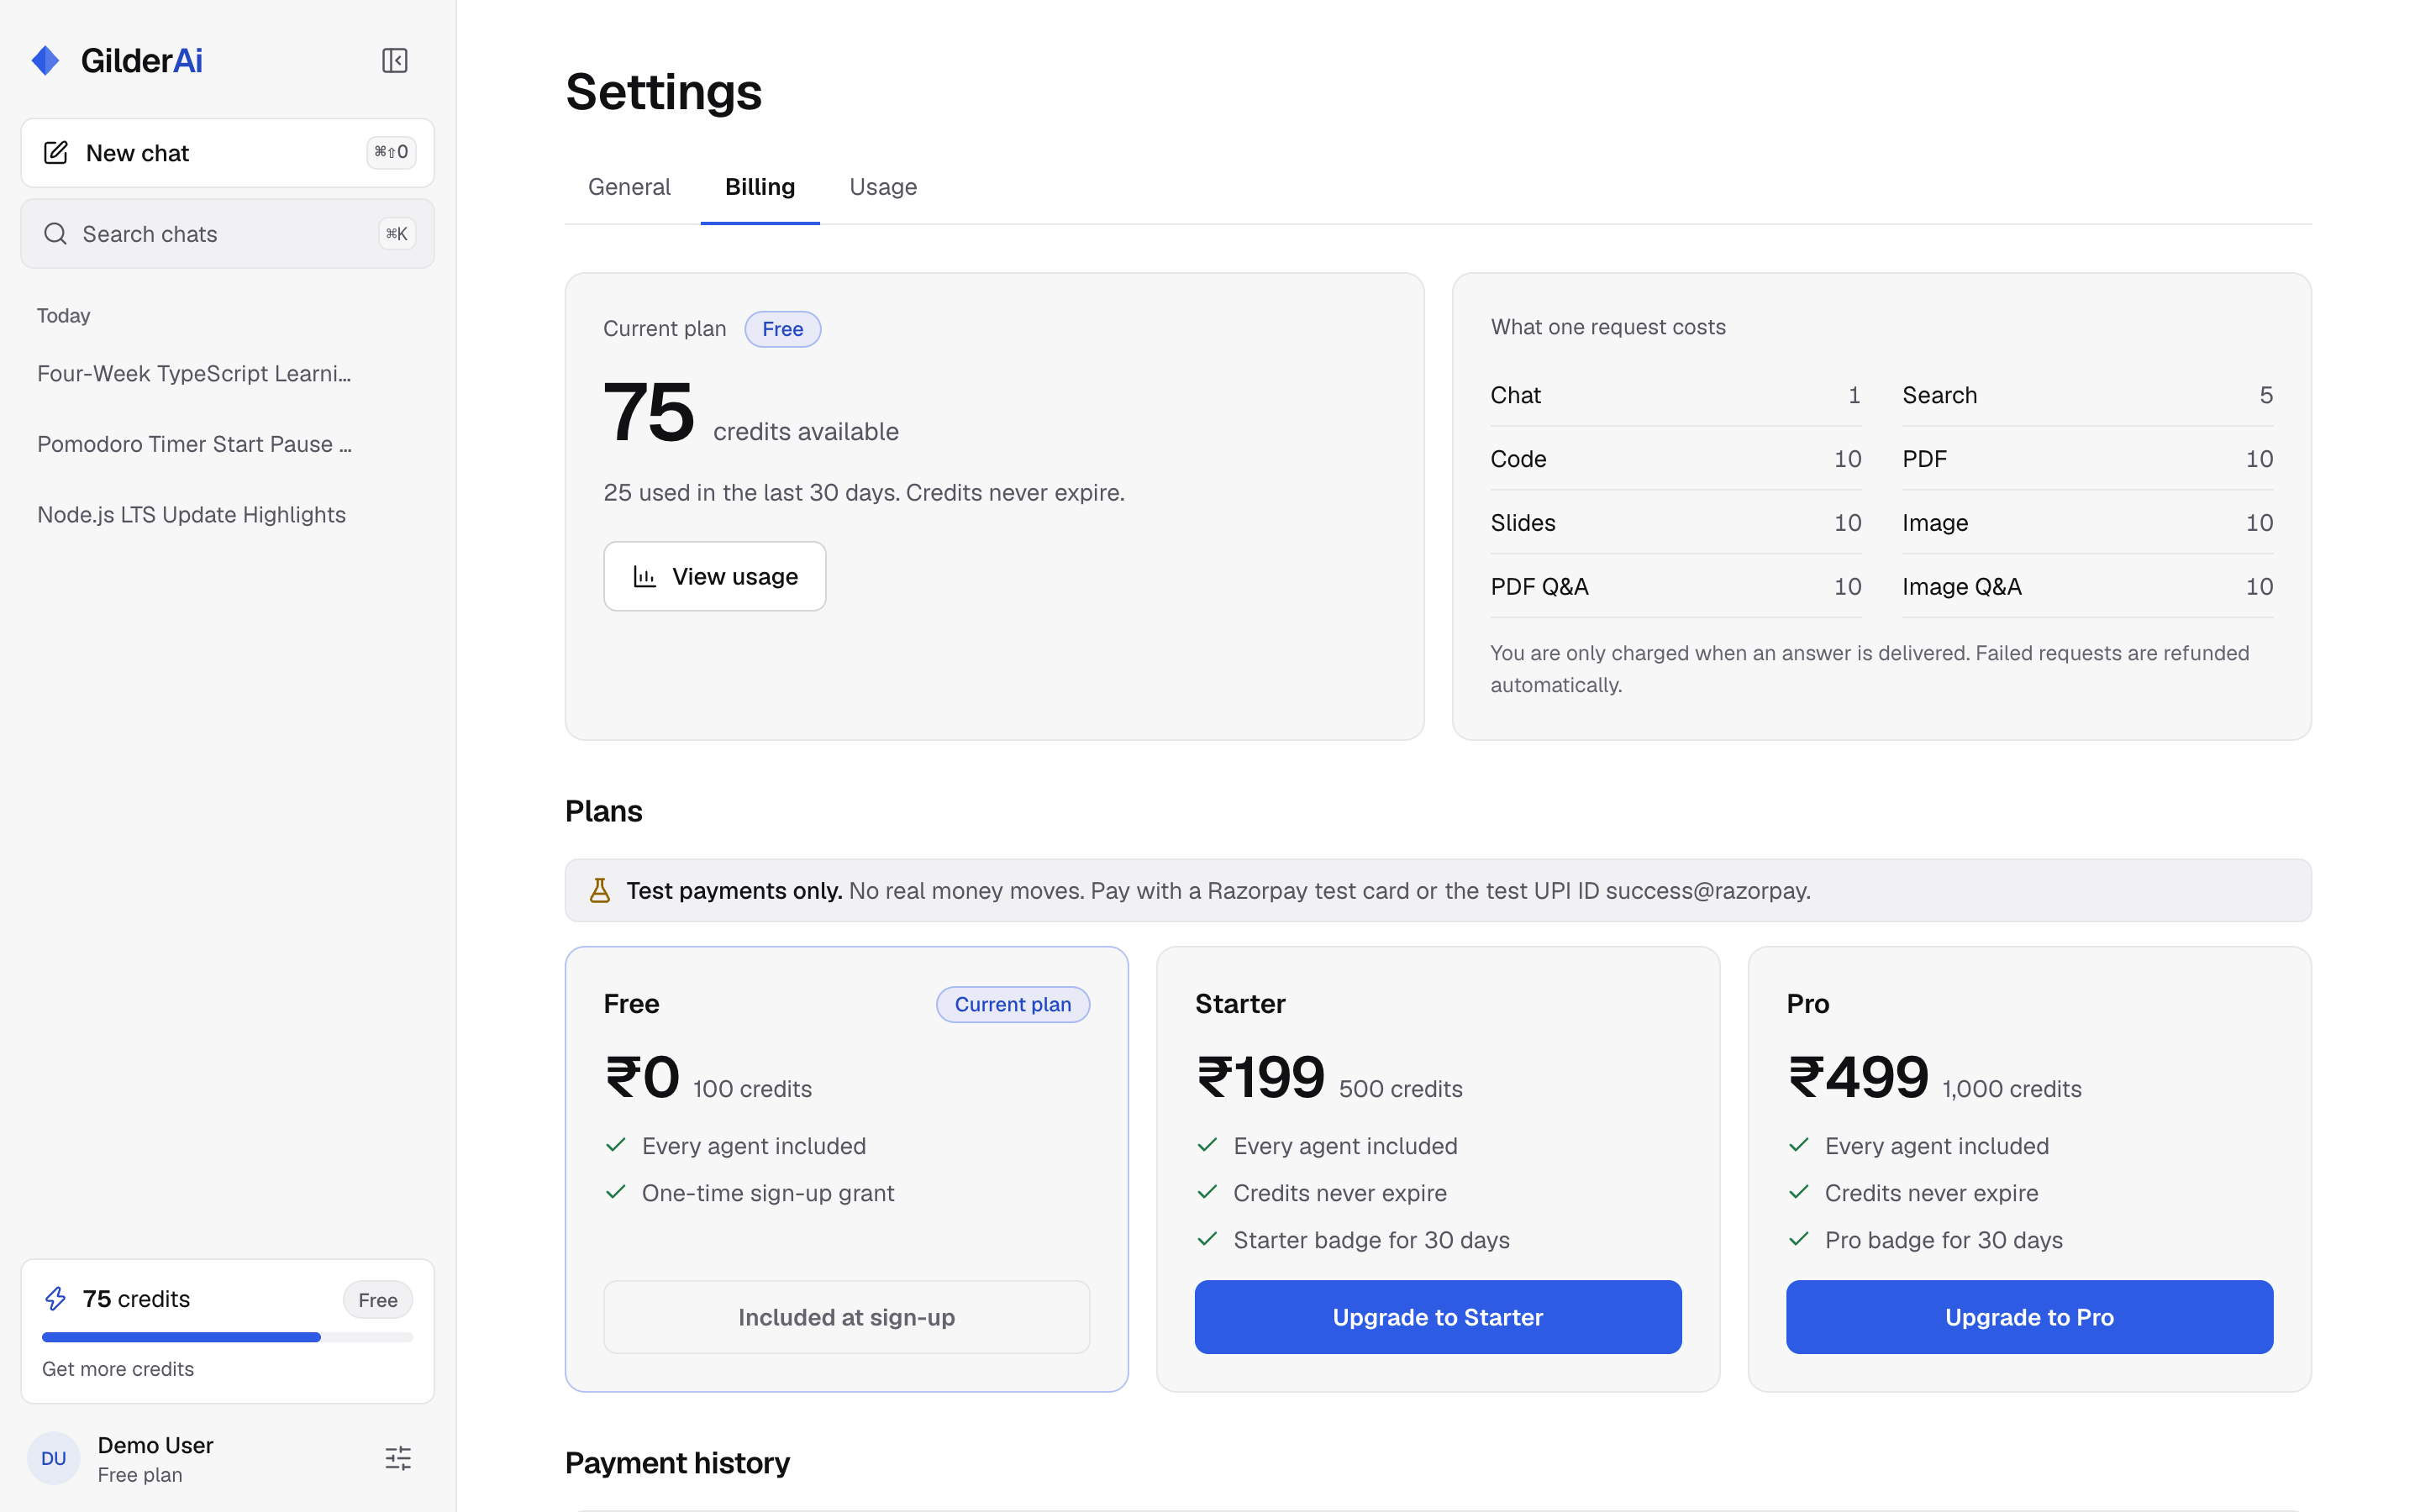 GilderAi
New chat ⌘⇧O
Search chats ⌘K
Today
Four-Week TypeScript Learni...
Pomodoro Timer Start Pause ...
Node.js LTS Update Highlights
75 credits Free
Get more credits
DU
Demo User
Free plan
Settings
General Billing Usage
Current plan Free
75 credits available
25 used in the last 30 days. Credits never expire.
View usage
What one request costs
Chat 1 Search 5
Code 10 PDF 10
Slides 10 Image 10
PDF Q&A 10 Image Q&A 10
You are only charged when an answer is delivered. Failed requests are refunded
automatically.
Plans
Test payments only. No real money moves. Pay with a Razorpay test card or the test UPI ID success@razorpay.
Free Current plan
₹0 100 credits
Every agent included
One-time sign-up grant
Included at sign-up
Starter
₹199 500 credits
Every agent included
Credits never expire
Starter badge for 30 days
Upgrade to Starter
Pro
₹499 1,000 credits
Every agent included
Credits never expire
Pro badge for 30 days
Upgrade to Pro
Payment history